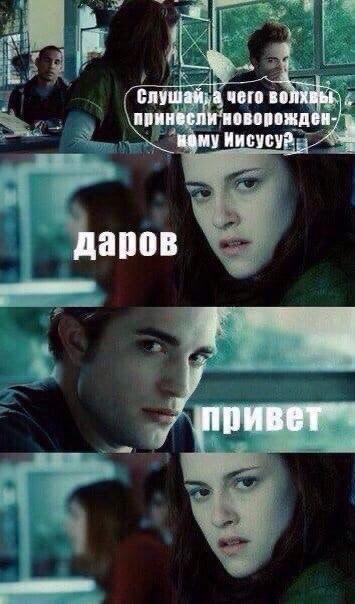 Слушай, а чего волхвы
принесли новорожден-
ному Иисусу?
даров
привет